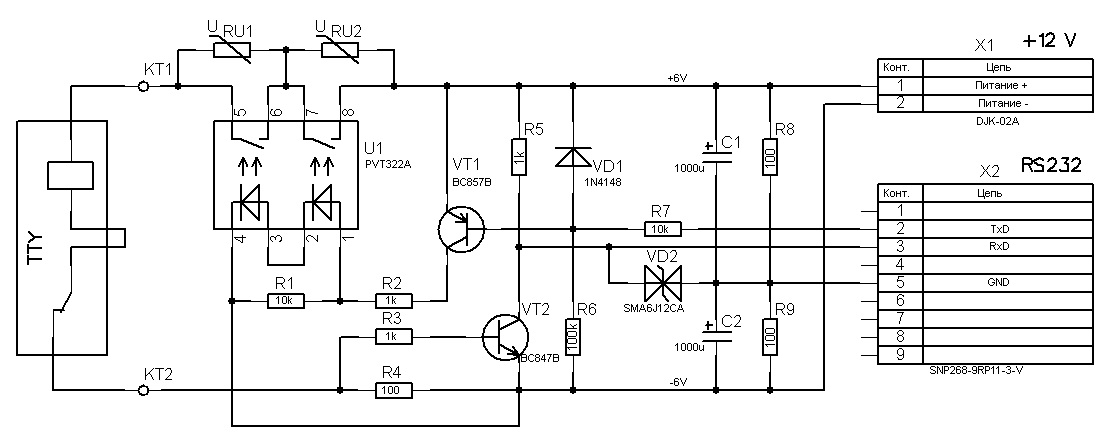 U RU1
U RU2
X1 +12 V
Конт. Цепь
1 Питание +
2 Питание -
DJK-02A
KT1
+6V
5 6 7 8
U1
PVT322A
4 3 2 1
VT1
BC857B
R5
1k
VD1
1N4148
C1
+
1000u
R8
100
X2 RS232
Конт. Цепь
1
2 TxD
3 RxD
4
5 GND
6
7
8
9
SNP268-9RP11-3-V
TTY
R7
10k
VD2
SMA6J12CA
R1
10k
R2
1k
R3
1k
VT2
BC847B
R6
100k
C2
+
1000u
R9
100
KT2
R4
100
-6V